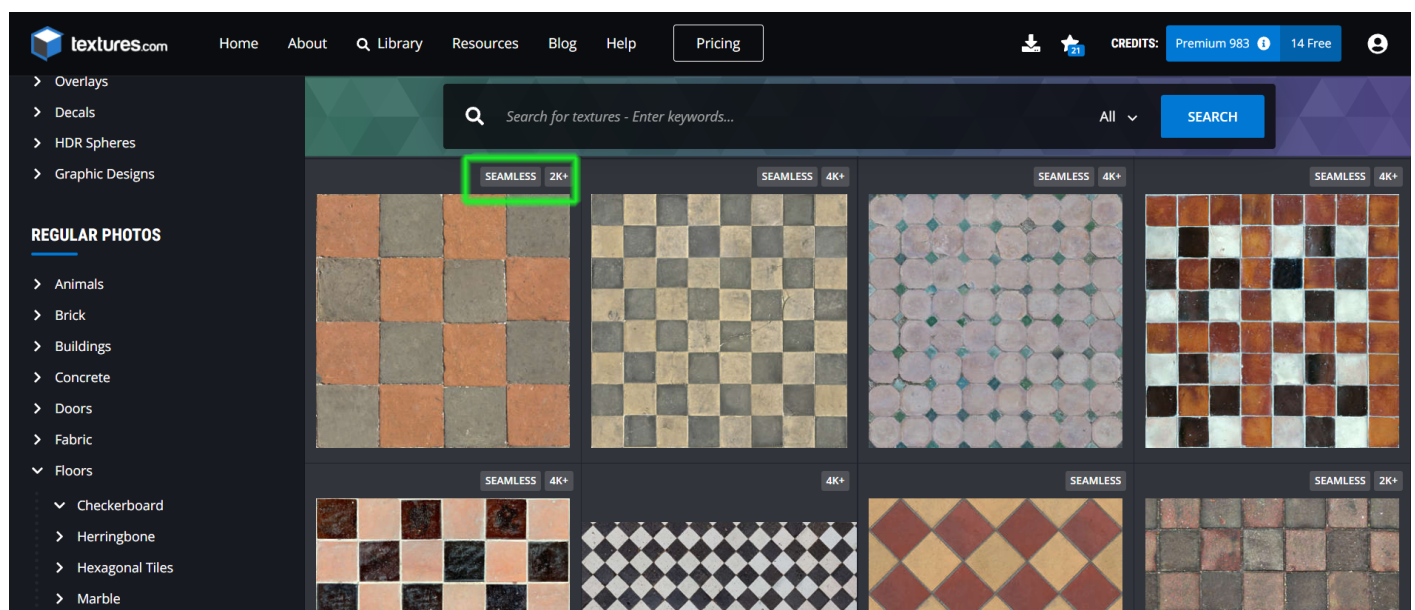 textures.com
Home About Library Resources Blog Help Pricing
21
CREDITS: Premium 983 14 Free
Overlays
Decals
HDR Spheres
Graphic Designs
REGULAR PHOTOS
Animals
Brick
Buildings
Concrete
Doors
Fabric
Floors
Checkerboard
Herringbone
Hexagonal Tiles
Marble
Search for textures - Enter keywords...
All
SEARCH
SEAMLESS 2K+
SEAMLESS 4K+
SEAMLESS 4K+
SEAMLESS 4K+
SEAMLESS 4K+
4K+
SEAMLESS
SEAMLESS 2K+